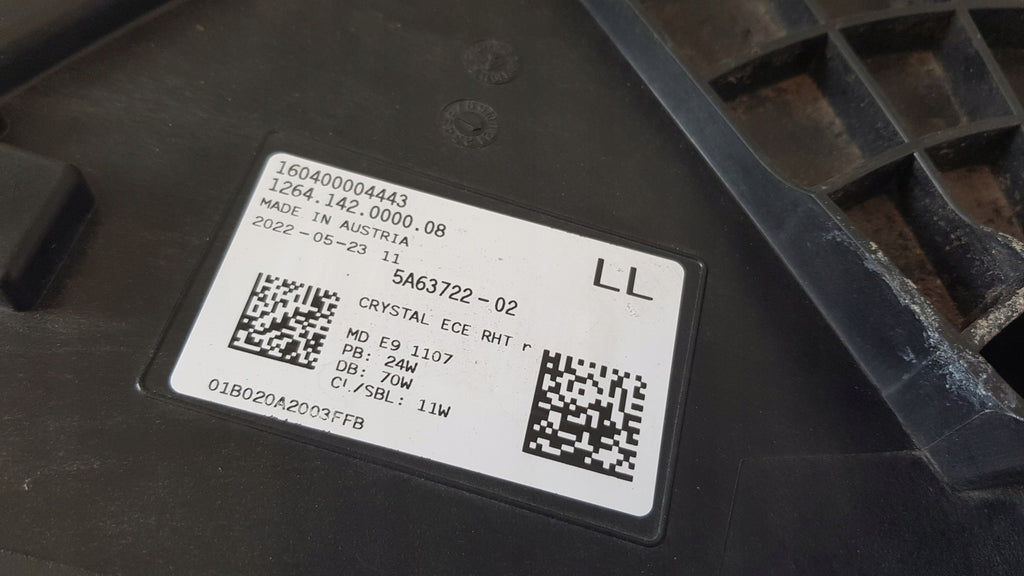 160400004443
1264.142.0000.08
MADE IN AUSTRIA
2022-05-23 11
LL
5A63722-02
CRYSTAL ECE RHT r
MD E9 1107
PB: 24W
DB: 70W
CL/SBL: 11W
01B020A2003FFB